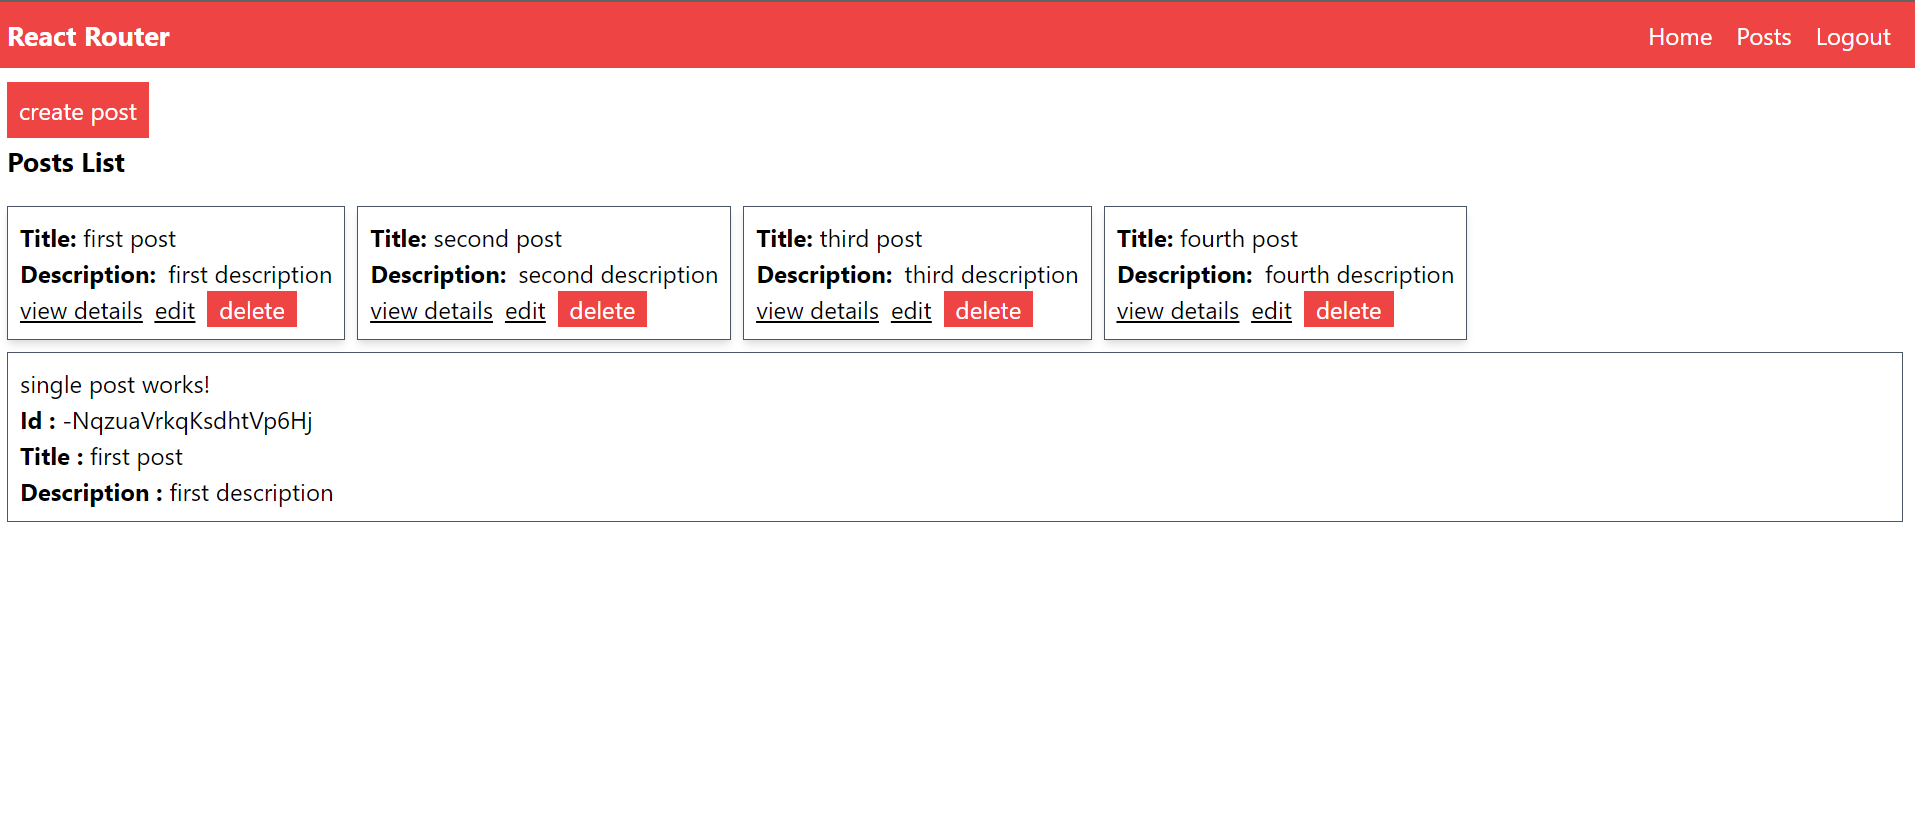 React Router
Home Posts Logout
create post
Posts List
Title: first post
Description: first description
view details edit delete
Title: second post
Description: second description
view details edit delete
Title: third post
Description: third description
view details edit delete
Title: fourth post
Description: fourth description
view details edit delete
single post works!
Id : -NqzuaVrkqKsdhtVp6Hj
Title : first post
Description : first description